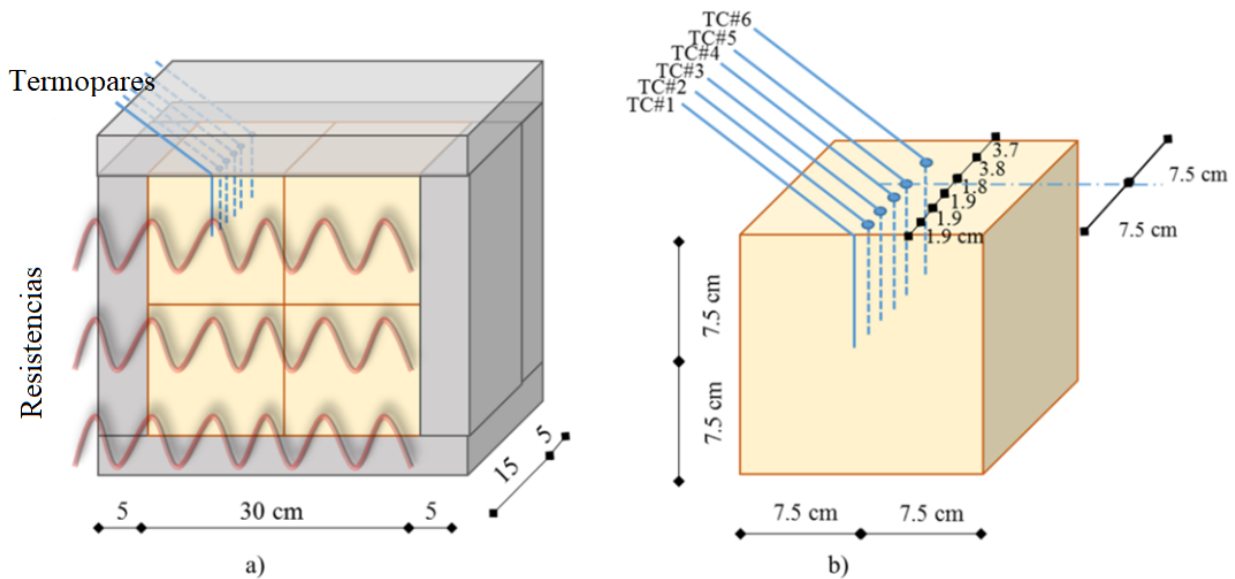 Termopares
Resistencias
5
30 cm
5
15
5
a)
TC#6
TC#5
TC#4
TC#3
TC#2
TC#1
3.7
3.8
1.8
1.9
1.9
1.9 cm
7.5 cm
7.5 cm
7.5 cm
7.5 cm
7.5 cm
7.5 cm
b)